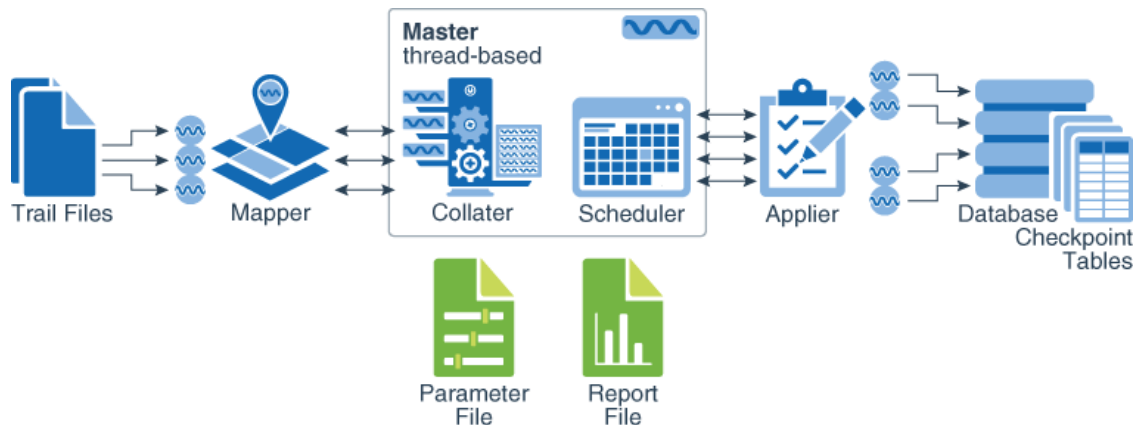 Master
thread-based
Trail Files
Mapper
Collater
Scheduler
Applier
Database
Checkpoint
Tables
Parameter
File
Report
File